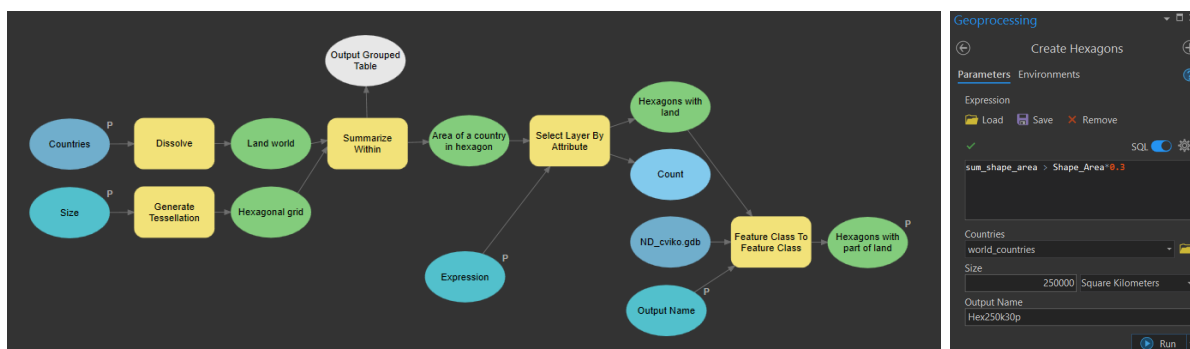 Output Grouped
Table
P
Countries
Dissolve
Land world
Summarize
Within
Area of a country
in hexagon
Select Layer By
Attribute
Hexagons with
land
Count
P
Size
Generate
Tessellation
Hexagonal grid
ND_cviko.gdb
Feature Class To
Feature Class
P
Hexagons with
part of land
P
Expression
P
Output Name
Geoprocessing
Create Hexagons
Parameters Environments
Expression
Load Save Remove
SQL
sum_shape_area > Shape_Area*0.3
Countries
world_countries
Size
250000 Square Kilometers
Output Name
Hex250k30p
Run